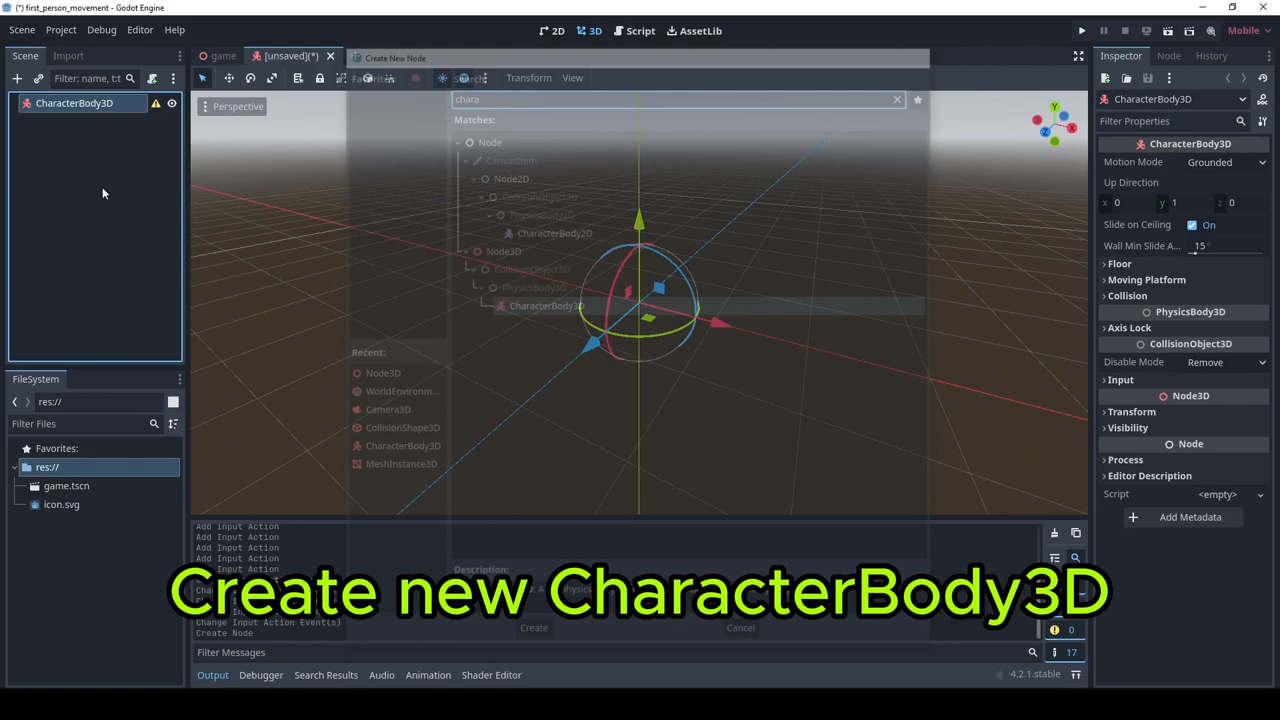 (*) first_person_movement - Godot Engine
Scene Project Debug Editor Help
2D 3D Script AssetLib
Mobile
Scene Import
game [unsaved](*)
Create New Node
Inspector Node History
Filter: name, t:t
Favorites:
Search:
Transform View
CharacterBody3D
Perspective
chara
Matches:
Node
CanvasItem
Node2D
CollisionObject2D
PhysicsBody2D
CharacterBody2D
Node3D
CollisionObject3D
PhysicsBody3D
CharacterBody3D
Y
X
Z
Recent:
Node3D
WorldEnvironm...
Camera3D
CollisionShape3D
CharacterBody3D
MeshInstance3D
CharacterBody3D
Filter Properties
CharacterBody3D
Motion Mode Grounded
Up Direction
x 0 y 1 z 0
Slide on Ceiling On
Wall Min Slide A... 15 °
Floor
Moving Platform
Collision
PhysicsBody3D
Axis Lock
CollisionObject3D
Disable Mode Remove
Input
Node3D
Transform
Visibility
Node
Process
Editor Description
Script <empty>
Add Metadata
FileSystem
res://
Filter Files
Favorites:
res://
game.tscn
icon.svg
Add Input Action
Add Input Action
Add Input Action
Add Input Action
Description:
Create new CharacterBody3D
Change Input Action Event(s)
Create Node
Create Cancel
0
Filter Messages
17
Output Debugger Search Results Audio Animation Shader Editor
4.2.1.stable